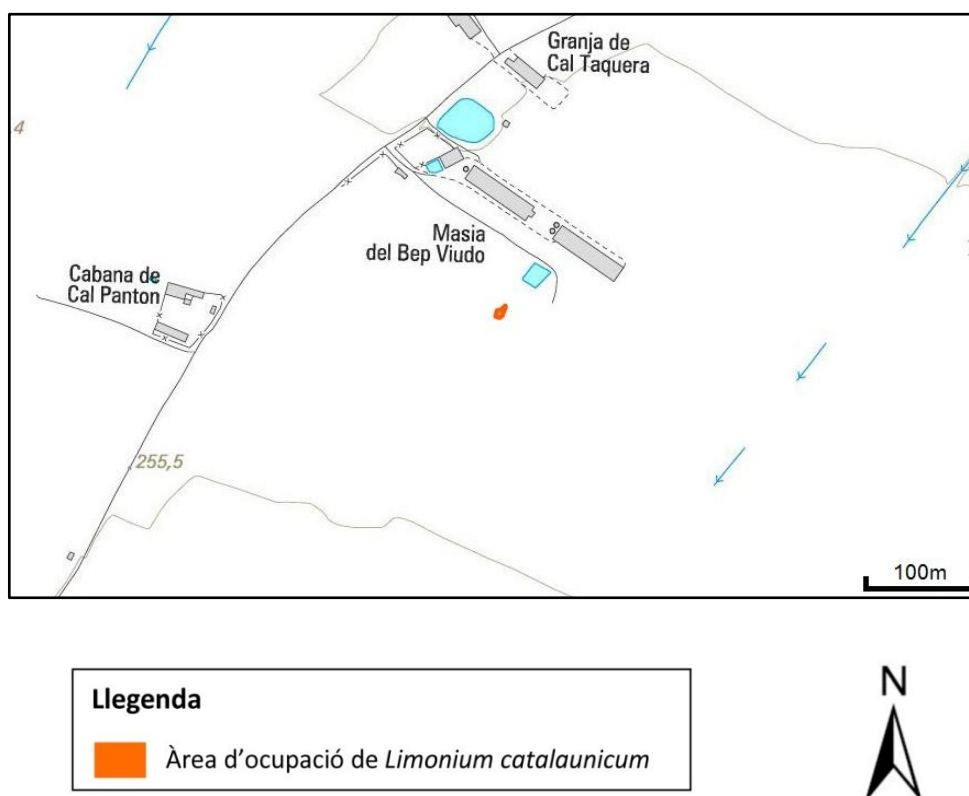 Granja de
Cal Taquera
4
Masia
del Bep Viudo
Cabana de
Cal Panton
255,5
100m
Llegenda
Àrea d'ocupació de Limonium catalaunicum
N